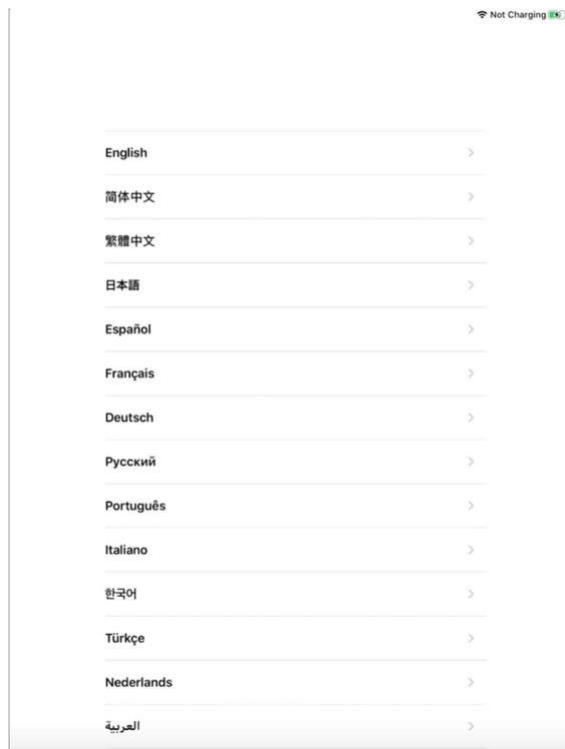 Not Charging
English
简体中文
繁體中文
日本語
Español
Français
Deutsch
Русский
Português
Italiano
한국어
Türkçe
Nederlands
العربية